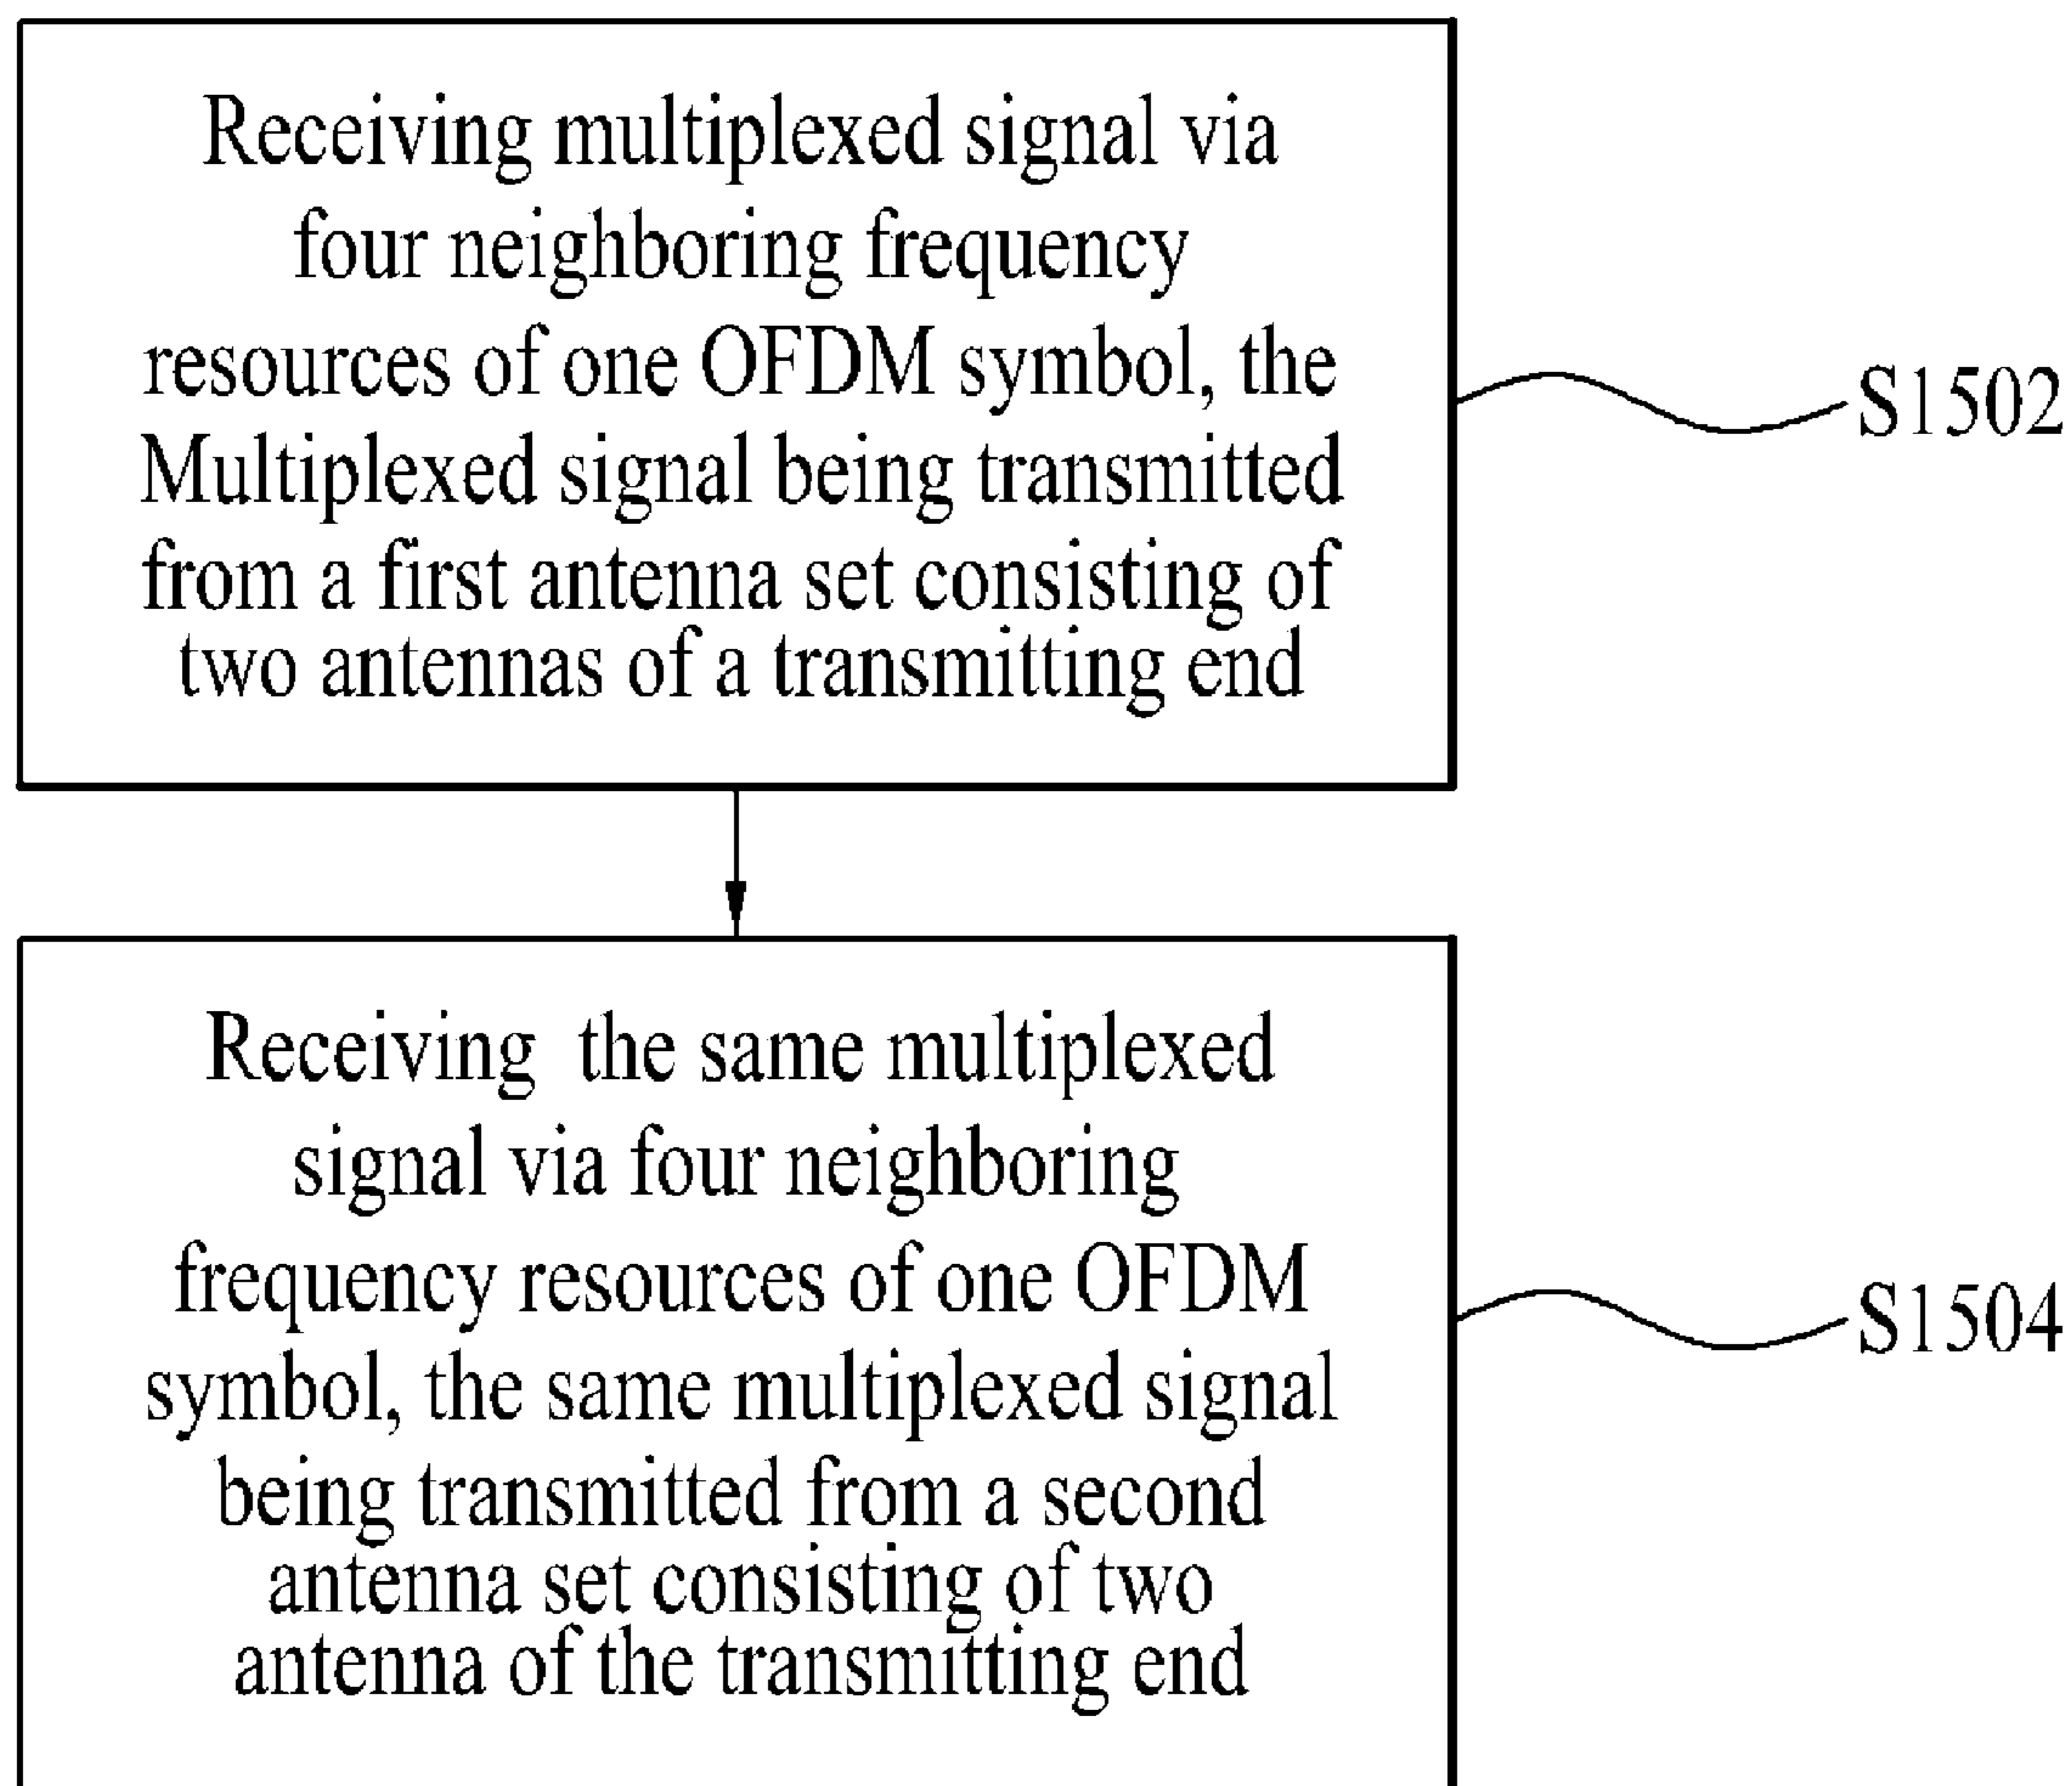 Receiving multiplexed signal via
four neighboring frequency
resources of one OFDM symbol, the
Multiplexed signal being transmitted
from a first antenna set consisting of
two antennas of a transmitting end
S1502
Receiving the same multiplexed
signal via four neighboring
frequency resources of one OFDM
symbol, the same multiplexed signal
being transmitted from a second
antenna set consisting of two
antenna of the transmitting end
S1504